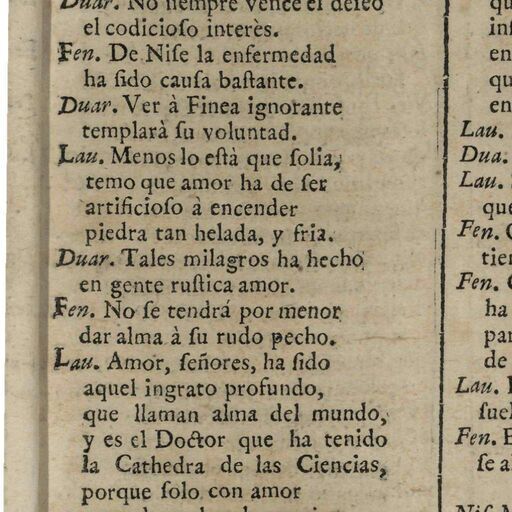 Duar. No ſiempre vence el deſeo
el codicioſo interès.
Fen. De Niſe la enfermedad
ha ſido cauſa baſtante.
Duar. Ver à Finea ignorante
templarà ſu voluntad.
Lau. Menos lo eſtà que ſolia,
temo que amor ha de ſer
artificioſo à encender
piedra tan helada, y fria.
Duar. Tales milagros ha hecho
en gente ruſtica amor.
Fen. No ſe tendrá por menor
dar alma à ſu rudo pecho.
Lau. Amor, ſeñores, ha ſido
aquel ingrato profundo,
que llaman alma del mundo,
y es el Doctor que ha tenido
la Cathedra de las Ciencias,
porque ſolo con amor
qu
en
qu
en
Lau.
Dua.
Lau.
que
Fen.
tien
Fen.
ha
par
de
Lau.
ſuel
Fen. E
ſe al